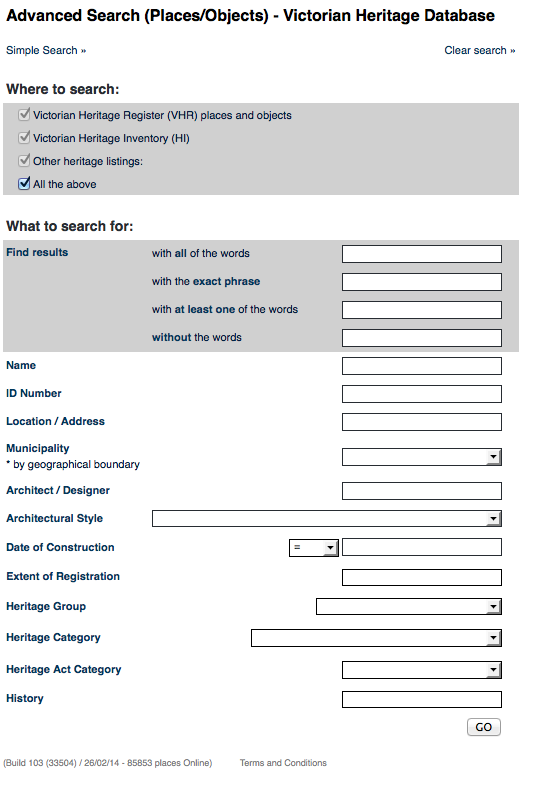 Advanced Search (Places/Objects) - Victorian Heritage Database
Simple Search » Clear search »
Where to search:
Victorian Heritage Register (VHR) places and objects
Victorian Heritage Inventory (HI)
Other heritage listings:
All the above
What to search for:
Find results with all of the words
with the exact phrase
with at least one of the words
without the words
Name
ID Number
Location / Address
Municipality
* by geographical boundary
Architect / Designer
Architectural Style
Date of Construction =
Extent of Registration
Heritage Group
Heritage Category
Heritage Act Category
History
GO
(Build 103 (33504) / 26/02/14 - 85853 places Online) Terms and Conditions